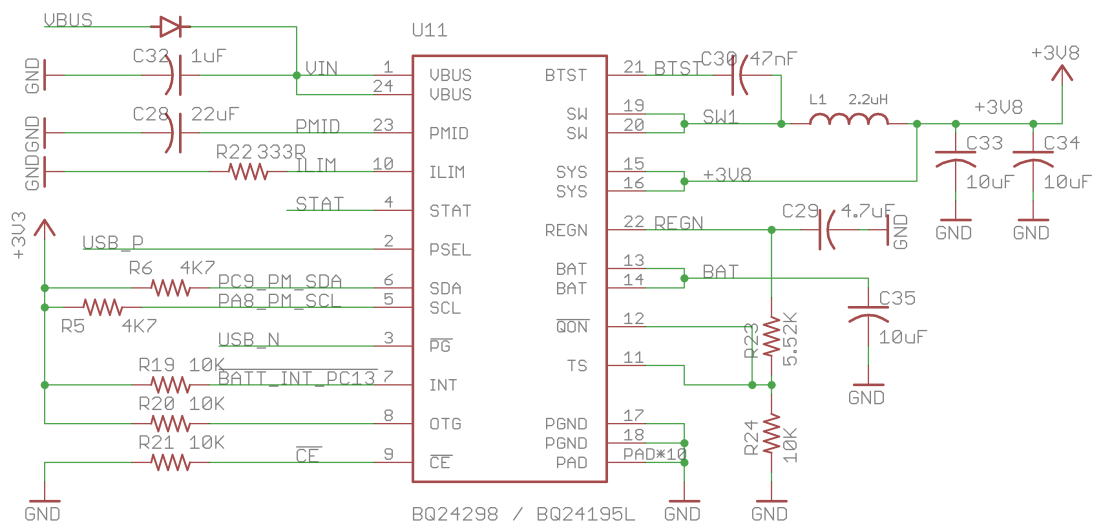 VBUS
U11
C32 1uF
GND
VIN
1
VBUS
24
VBUS
C28 22uF
GND
PMID
23
PMID
R22 333R
GND
ILIM
10
ILIM
STAT
4
STAT
+3V3
USB_P
2
PSEL
R6 4K7
PC9_PM_SDA
6
SDA
PA8_PM_SCL
5
SCL
R5 4K7
USB_N
3
PG
R19 10K
BATT_INT_PC13
7
INT
R20 10K
8
OTG
R21 10K
CE
9
CE
GND
BTST
21
BTST
C30 47nF
SW
19
SW
20
SW1
L1 2.2uH
+3V8
+3V8
C33
10uF
GND
C34
10uF
GND
SYS
15
SYS
16
+3V8
REGN
22
REGN
C29 4.7uF
GND
BAT
13
BAT
14
BAT
C35
10uF
GND
QON
12
R23
5.52K
TS
11
PGND
17
PGND
18
PAD
PAD*10
R24
10K
GND
GND
BQ24298 / BQ24195L